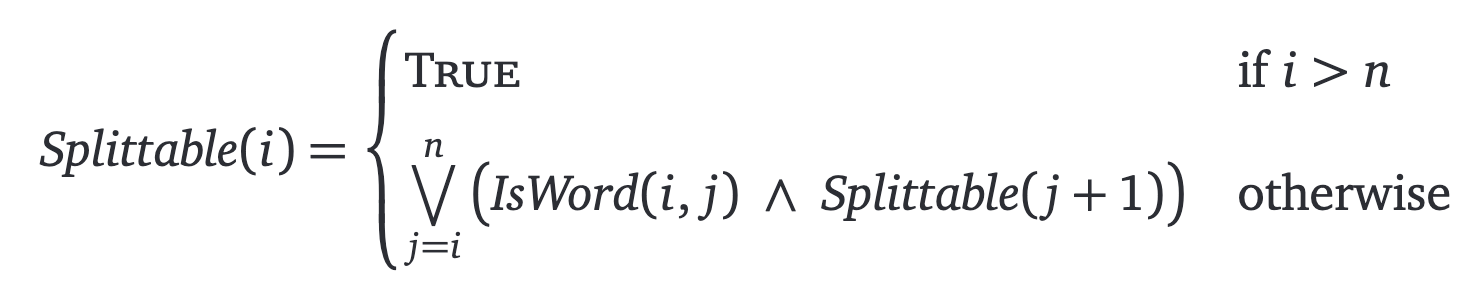 Splittable(i) = { TRUE if i > n
⋁_{j=i}^{n} (IsWord(i, j) ∧ Splittable(j + 1)) otherwise